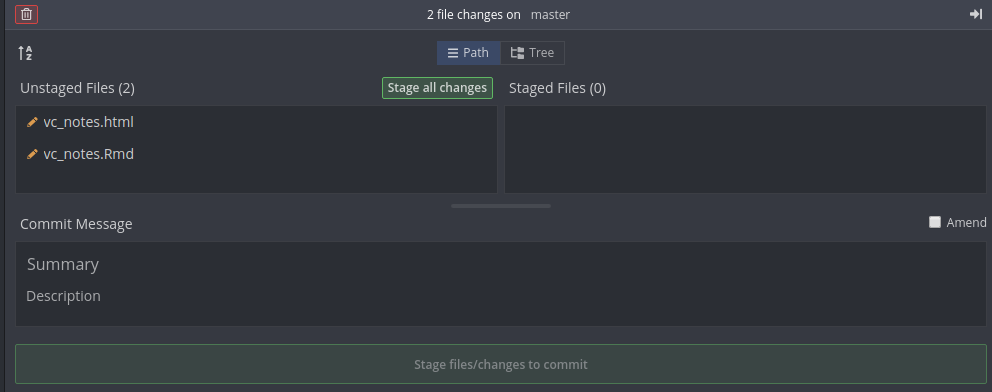 2 file changes on master
A
Z
Path Tree
Unstaged Files (2) Stage all changes Staged Files (0)
vc_notes.html
vc_notes.Rmd
Commit Message Amend
Summary
Description
Stage files/changes to commit